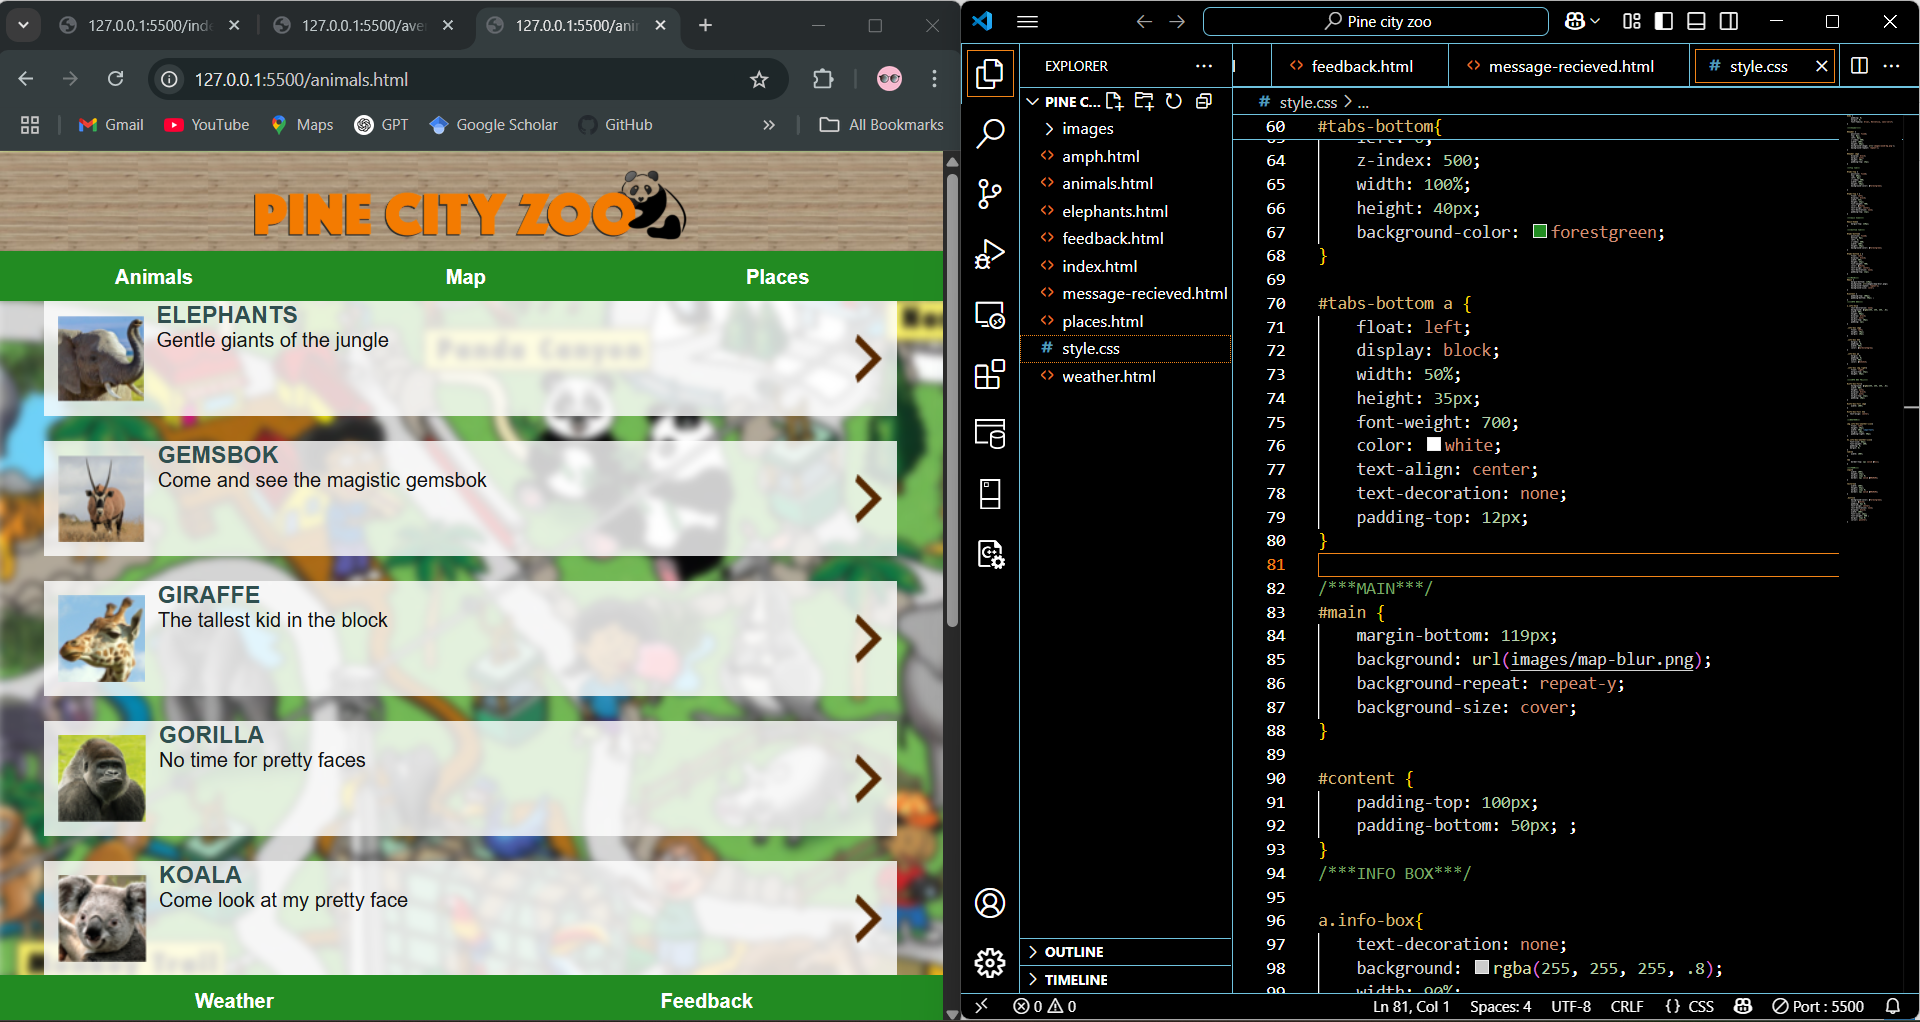 127.0.0.1:5500/ind
127.0.0.1:5500/ave
127.0.0.1:5500/ani
127.0.0.1:5500/animals.html
Gmail
YouTube
Maps
GPT
Google Scholar
GitHub
»
All Bookmarks
PINE CITY ZOO
Animals
Map
Places
ELEPHANTS
Gentle giants of the jungle
Panda Canyon
GEMSBOK
Come and see the magistic gemsbok
GIRAFFE
The tallest kid in the block
GORILLA
No time for pretty faces
KOALA
Come look at my pretty face
Weather
Feedback
Pine city zoo
EXPLORER
feedback.html
message-recieved.html
# style.css
PINE C...
images
amph.html
animals.html
elephants.html
feedback.html
index.html
message-recieved.html
places.html
# style.css
weather.html
OUTLINE
TIMELINE
# style.css > ...
60 #tabs-bottom{
64 z-index: 500;
65 width: 100%;
66 height: 40px;
67 background-color: forestgreen;
68 }
69
70 #tabs-bottom a {
71 float: left;
72 display: block;
73 width: 50%;
74 height: 35px;
75 font-weight: 700;
76 color: white;
77 text-align: center;
78 text-decoration: none;
79 padding-top: 12px;
80 }
81
82 /***MAIN***/
83 #main {
84 margin-bottom: 119px;
85 background: url(images/map-blur.png);
86 background-repeat: repeat-y;
87 background-size: cover;
88 }
89
90 #content {
91 padding-top: 100px;
92 padding-bottom: 50px; ;
93 }
94 /***INFO BOX***/
95
96 a.info-box{
97 text-decoration: none;
98 background: rgba(255, 255, 255, .8);
99 width: 90%;
0
0
Ln 81, Col 1
Spaces: 4
UTF-8
CRLF
{ } CSS
Port : 5500